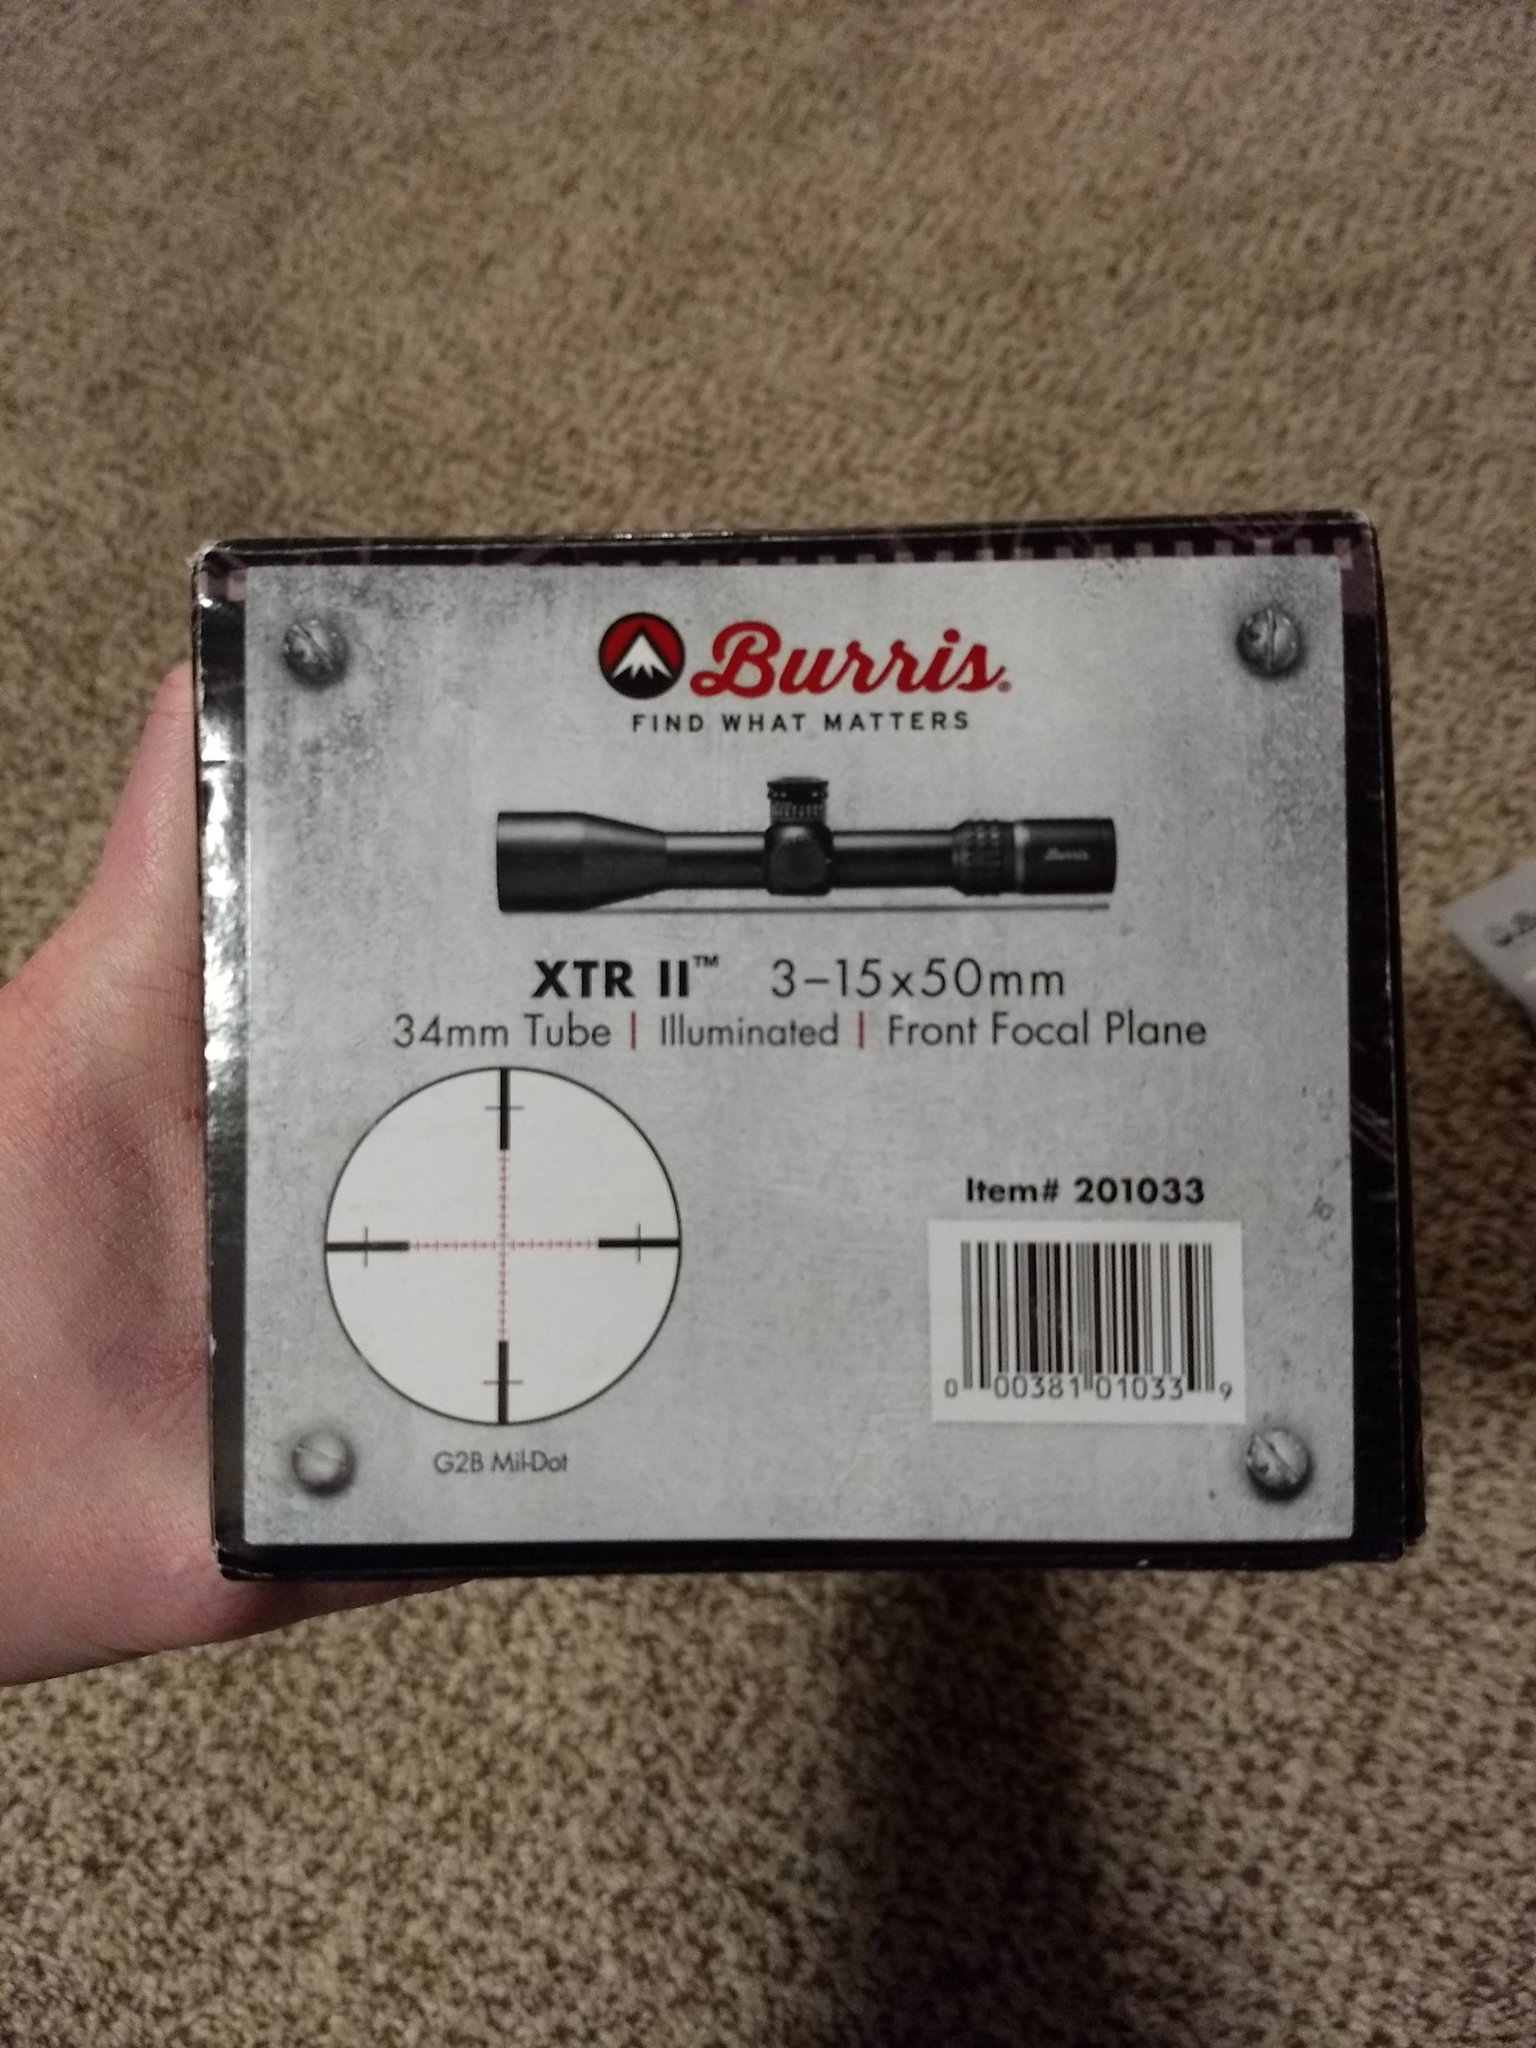 Burris®
FIND WHAT MATTERS
Burris
XTR II™ 3-15x50mm
34mm Tube | Illuminated | Front Focal Plane
Item# 201033
0 00381 01033 9
G2B Mil-Dot